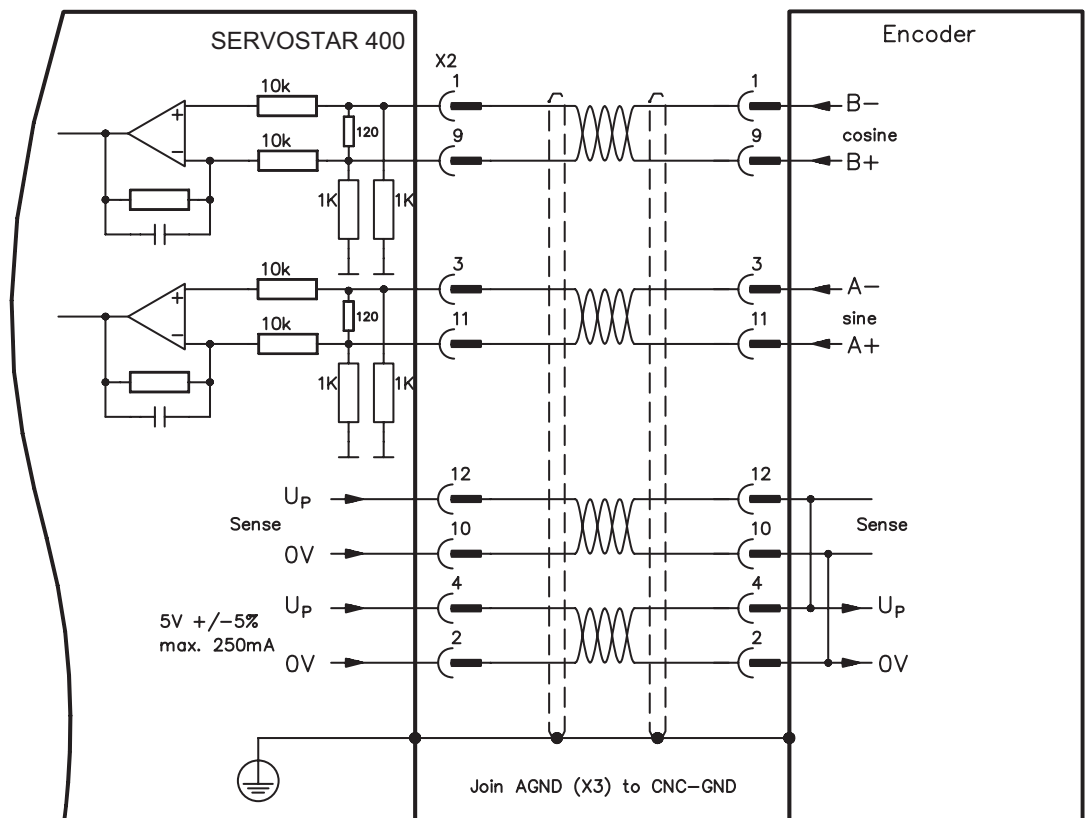 SERVOSTAR 400
Encoder
X2
10k
1
1
B-
120
cosine
10k
9
9
B+
1K
1K
10k
3
3
A-
120
sine
10k
11
11
A+
1K
1K
12
12
UP
Sense
Sense
10
10
0V
4
4
UP
UP
5V +/-5%
max. 250mA
2
2
0V
0V
Join AGND (X3) to CNC-GND